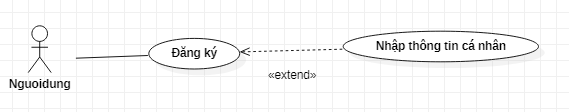 Đăng ký
Nhập thông tin cá nhân
Nguoidung
«extend»